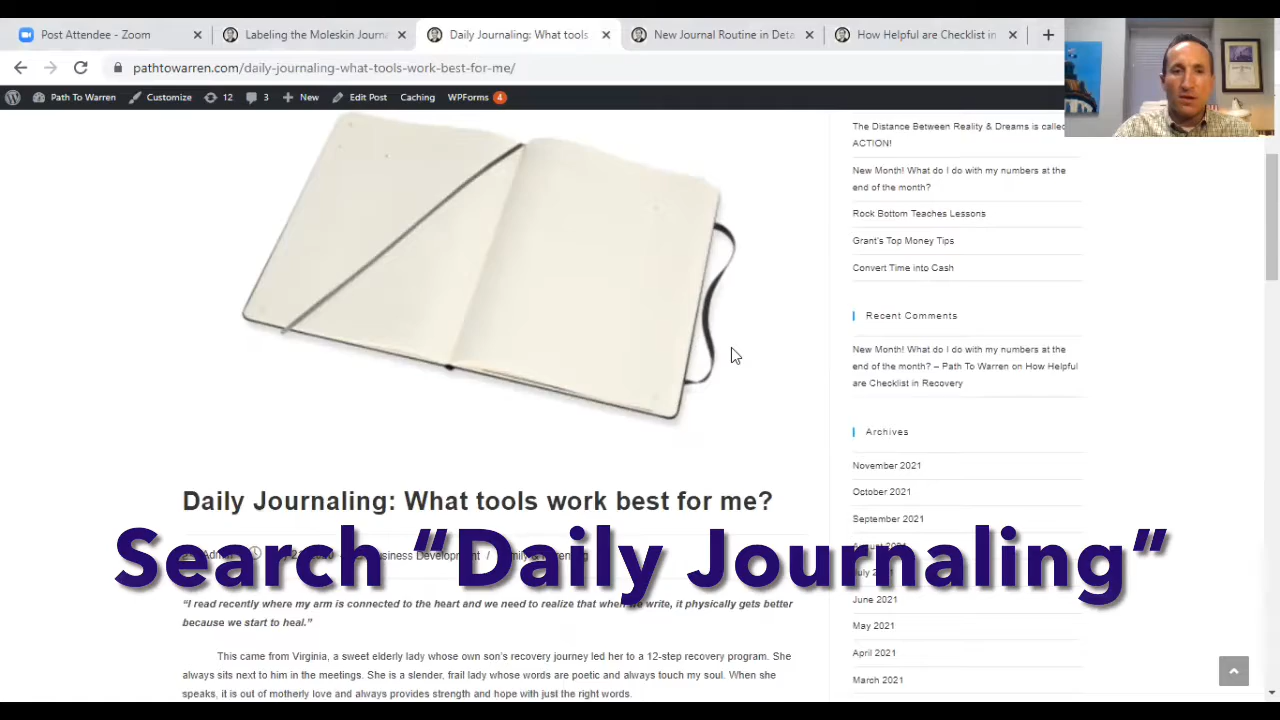 Post Attendee - Zoom
Labeling the Moleskin Journa
Daily Journaling: What tools
New Journal Routine in Deta
How Helpful are Checklist in
pathtowarren.com/daily-journaling-what-tools-work-best-for-me/
Path To Warren
Customize
12
3
New
Edit Post
Caching
WPForms
4
The Distance Between Reality & Dreams is called
ACTION!
New Month! What do I do with my numbers at the
end of the month?
Rock Bottom Teaches Lessons
Grant's Top Money Tips
Convert Time into Cash
Recent Comments
New Month! What do I do with my numbers at the
end of the month? – Path To Warren on How Helpful
are Checklist in Recovery
Archives
November 2021
October 2021
September 2021
June 2021
May 2021
April 2021
March 2021
Daily Journaling: What tools work best for me?
Search “Daily Journaling”
“I read recently where my arm is connected to the heart and we need to realize that when write, it physically gets better
because we start to heal.”
This came from Virginia, a sweet elderly lady whose own son's recovery journey led her to a 12-step recovery program. She
always sits next to him in the meetings. She is a slender, frail lady whose words are poetic and always touch my soul. When she
speaks, it is out of motherly love and always provides strength and hope with just the right words.